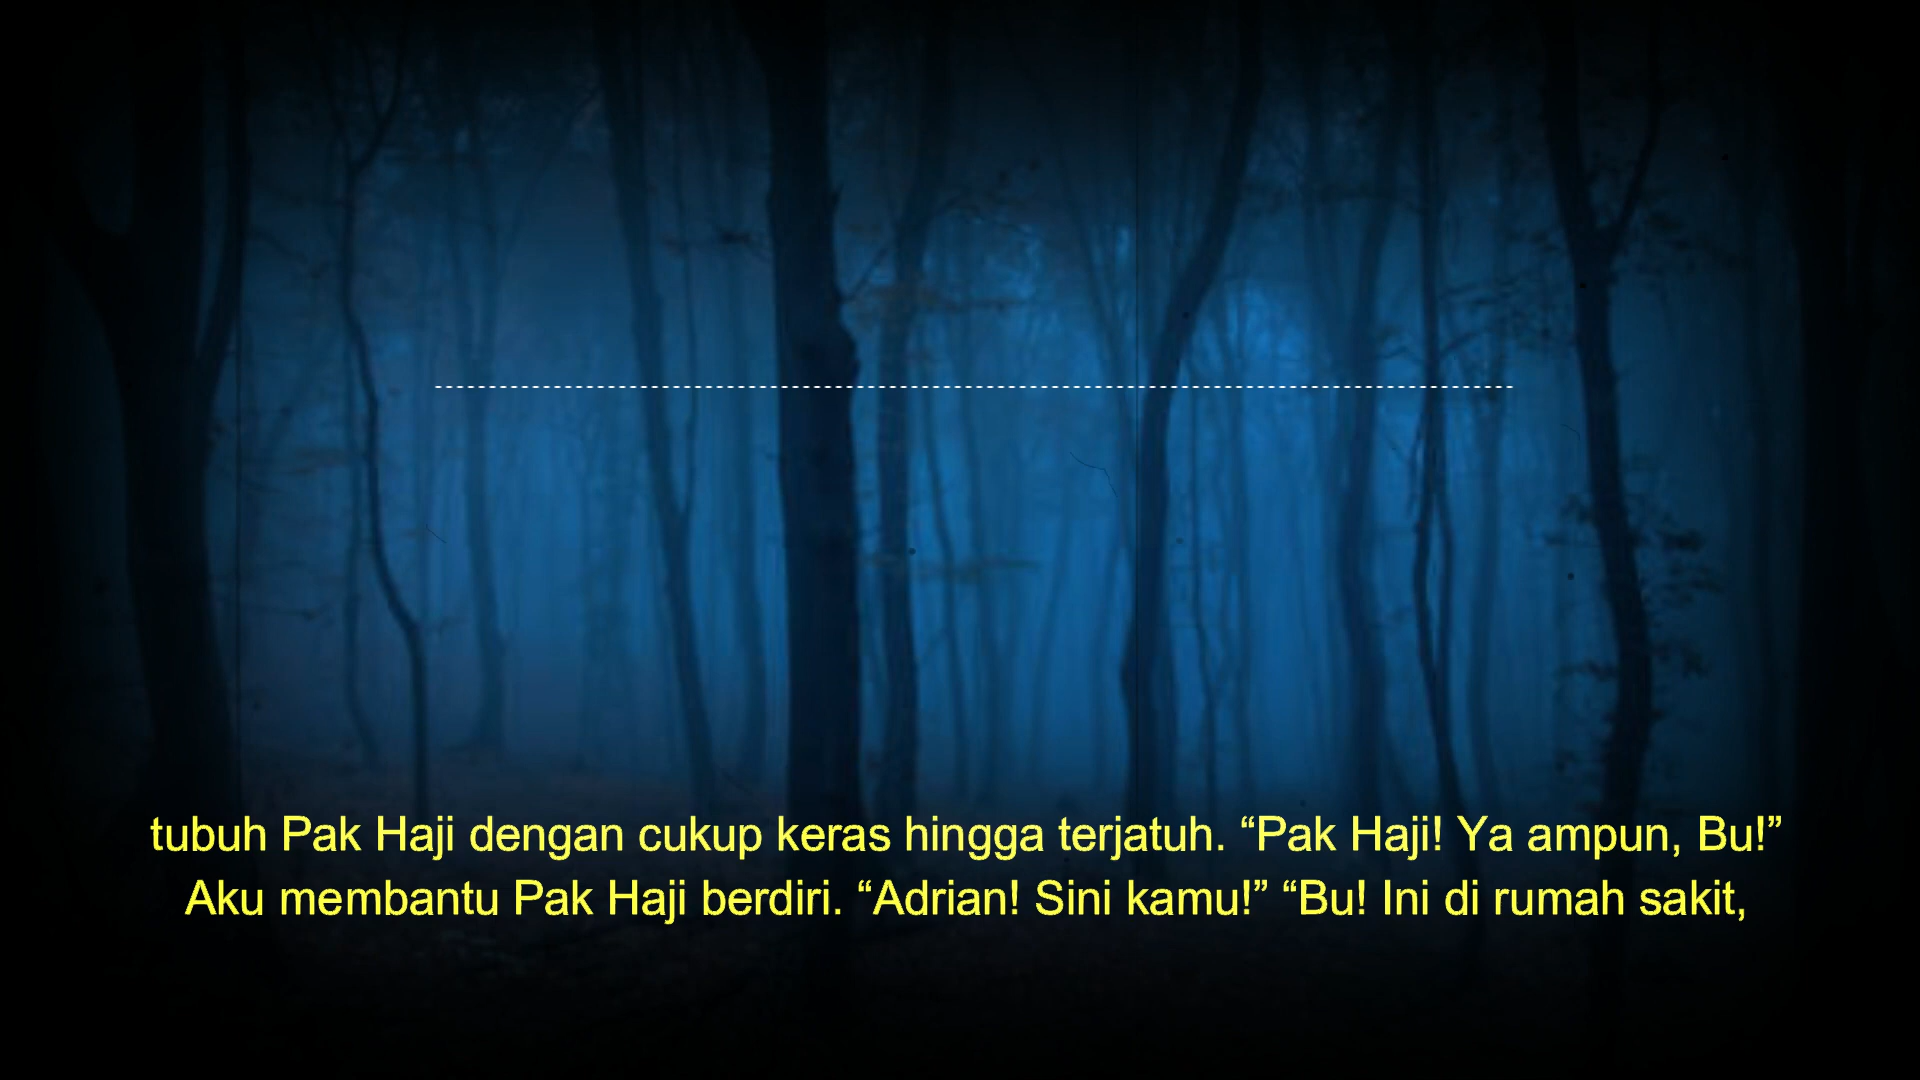 tubuh Pak Haji dengan cukup keras hingga terjatuh. “Pak Haji! Ya ampun, Bu!”
Aku membantu Pak Haji berdiri. “Adrian! Sini kamu!” “Bu! Ini di rumah sakit,